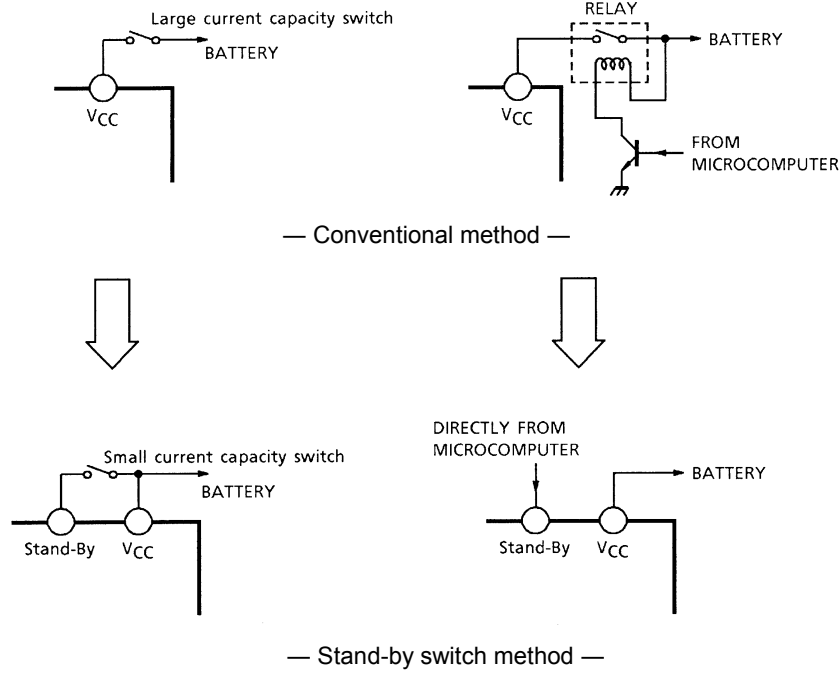 Large current capacity switch
BATTERY
VCC
RELAY
BATTERY
VCC
FROM
MICROCOMPUTER
— Conventional method —
Small current capacity switch
BATTERY
Stand-By
VCC
DIRECTLY FROM
MICROCOMPUTER
BATTERY
Stand-By
VCC
— Stand-by switch method —